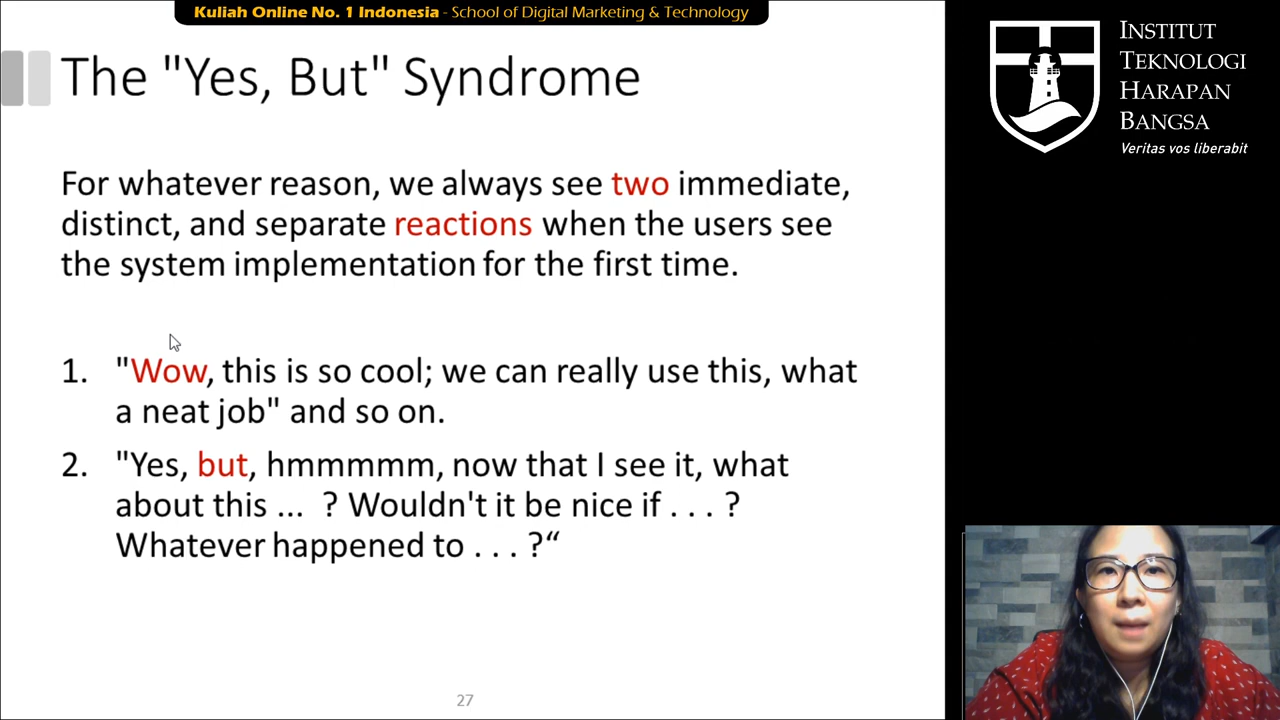 Kuliah Online No. 1 Indonesia - School of Digital Marketing & Technology
The "Yes, But" Syndrome
For whatever reason, we always see two immediate,
distinct, and separate reactions when the users see
the system implementation for the first time.
1. "Wow, this is so cool; we can really use this, what
a neat job" and so on.
2. "Yes, but, hmmmmm, now that I see it, what
about this ... ? Wouldn't it be nice if . . . ?
Whatever happened to . . . ?“
27
INSTITUT
TEKNOLOGI
HARAPAN
BANGSA
Veritas vos liberabit